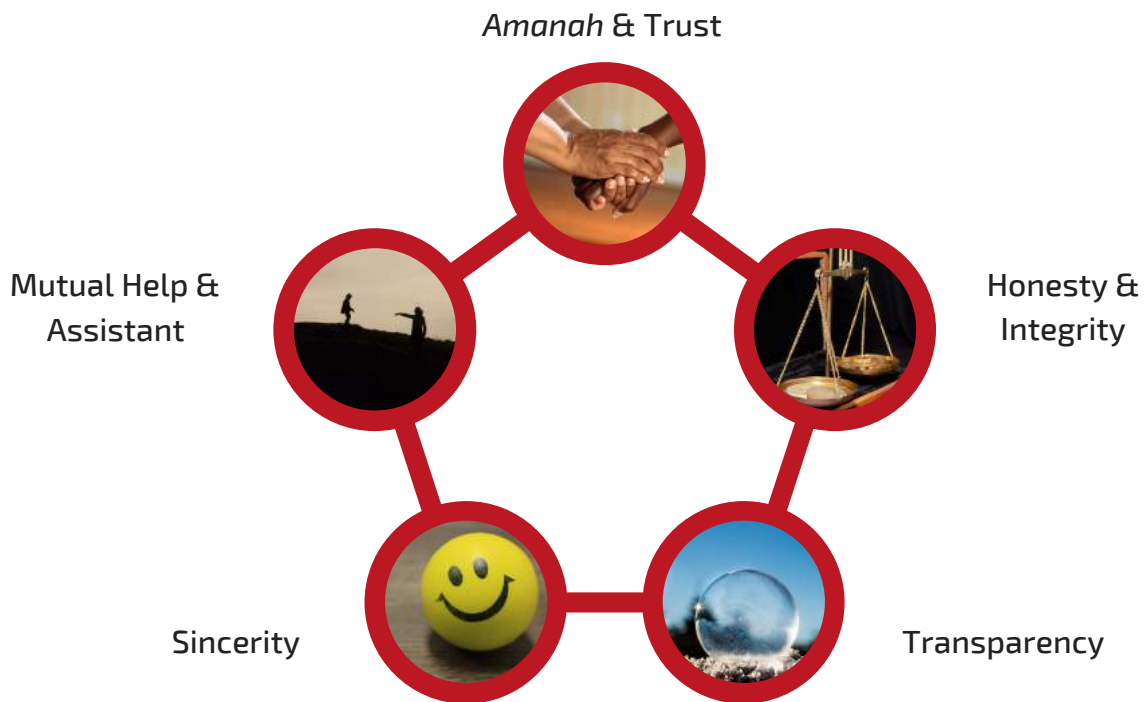 Amanah & Trust
Mutual Help &
Assistant
Honesty &
Integrity
Sincerity
Transparency